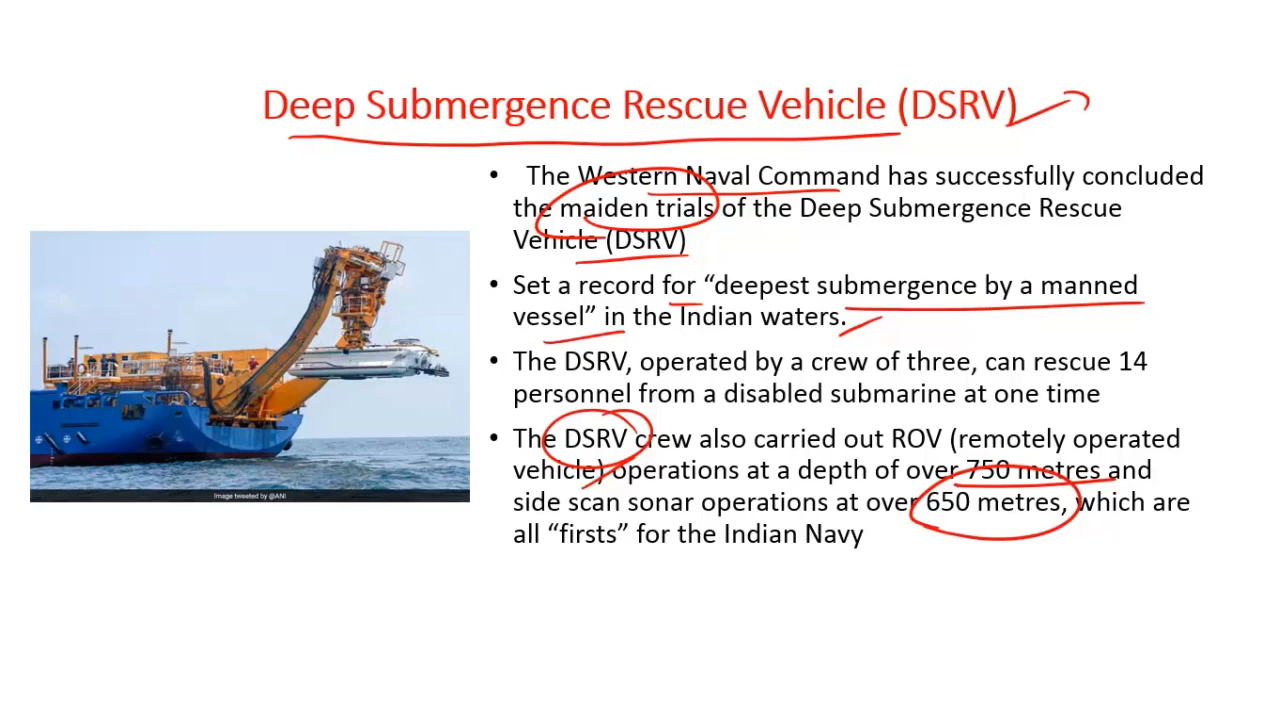 Deep Submergence Rescue Vehicle (DSRV)
• The Western Naval Command has successfully concluded
the maiden trials of the Deep Submergence Rescue
Vehicle (DSRV)
• Set a record for “deepest submergence by a manned
vessel” in the Indian waters.
• The DSRV, operated by a crew of three, can rescue 14
personnel from a disabled submarine at one time
• The DSRV crew also carried out ROV (remotely operated
vehicle) operations at a depth of over 750 metres and
side scan sonar operations at over 650 metres, which are
all “firsts” for the Indian Navy
Image tweeted by @ANI